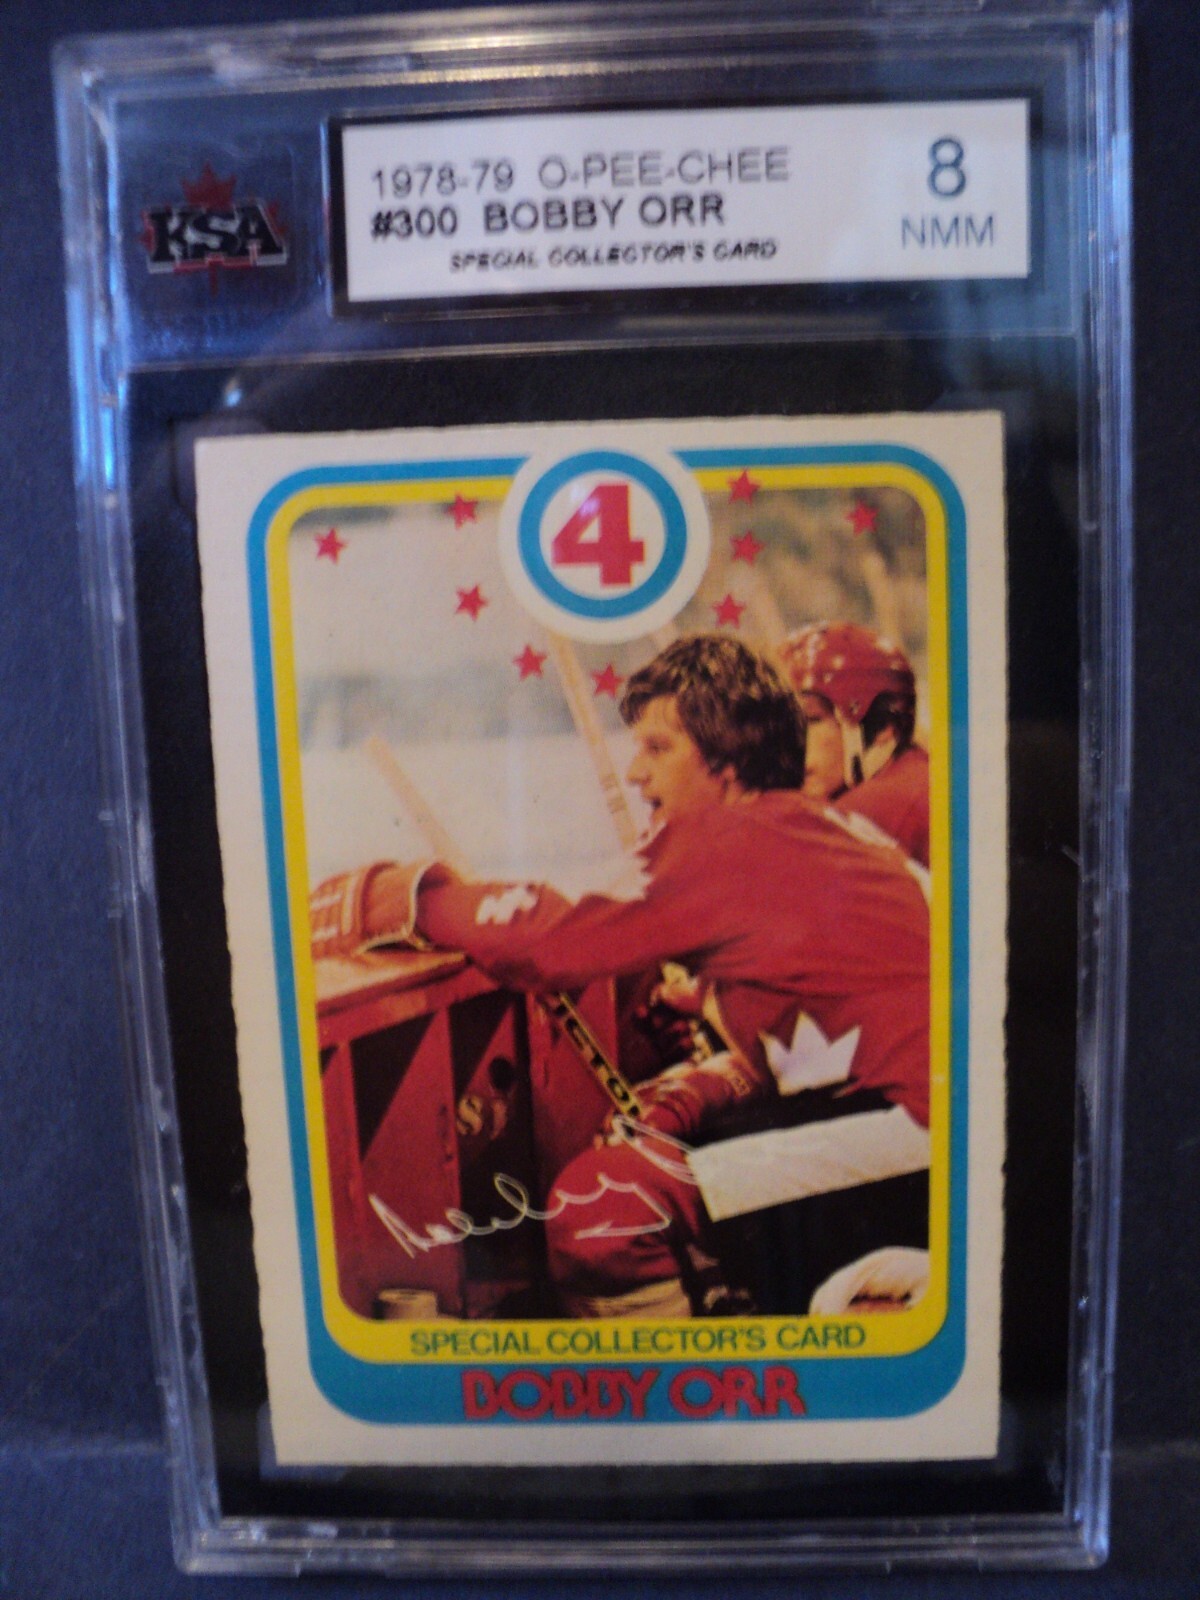 KSA
1978-79 O-PEE-CHEE
#300 BOBBY ORR
SPECIAL COLLECTOR'S CARD
8
NMM
4
SPECIAL COLLECTOR'S CARD
BOBBY ORR